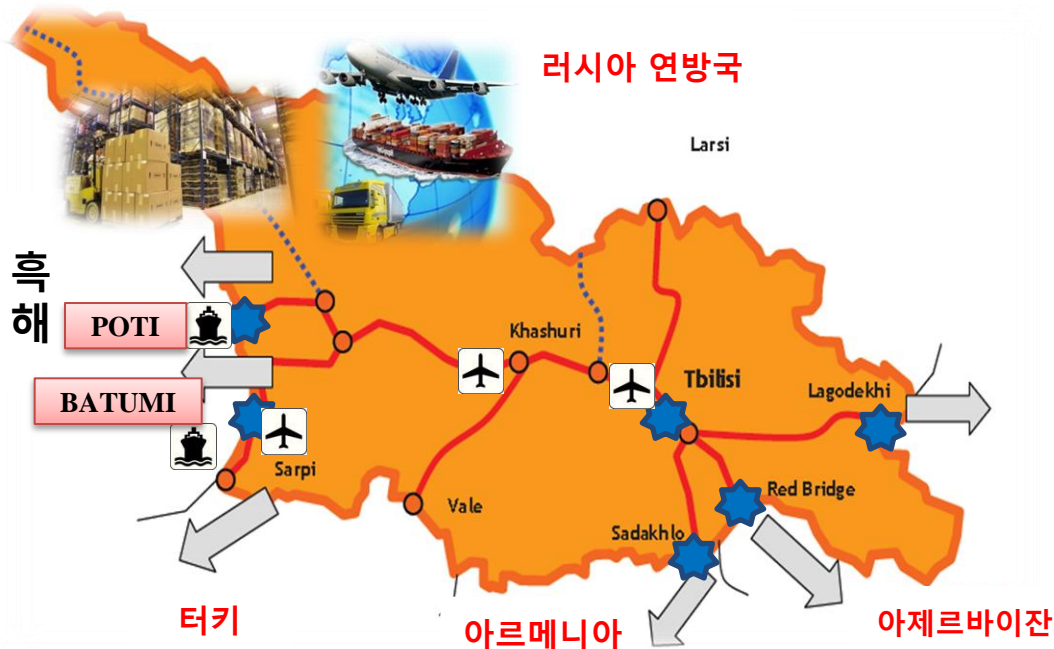 러시아 연방국
Larsi
흑
해
POTI
Khashuri
Tbilisi
Lagodekhi
BATUMI
Sarpi
Vale
Red Bridge
Sadakhlo
터키
아르메니아
아제르바이잔